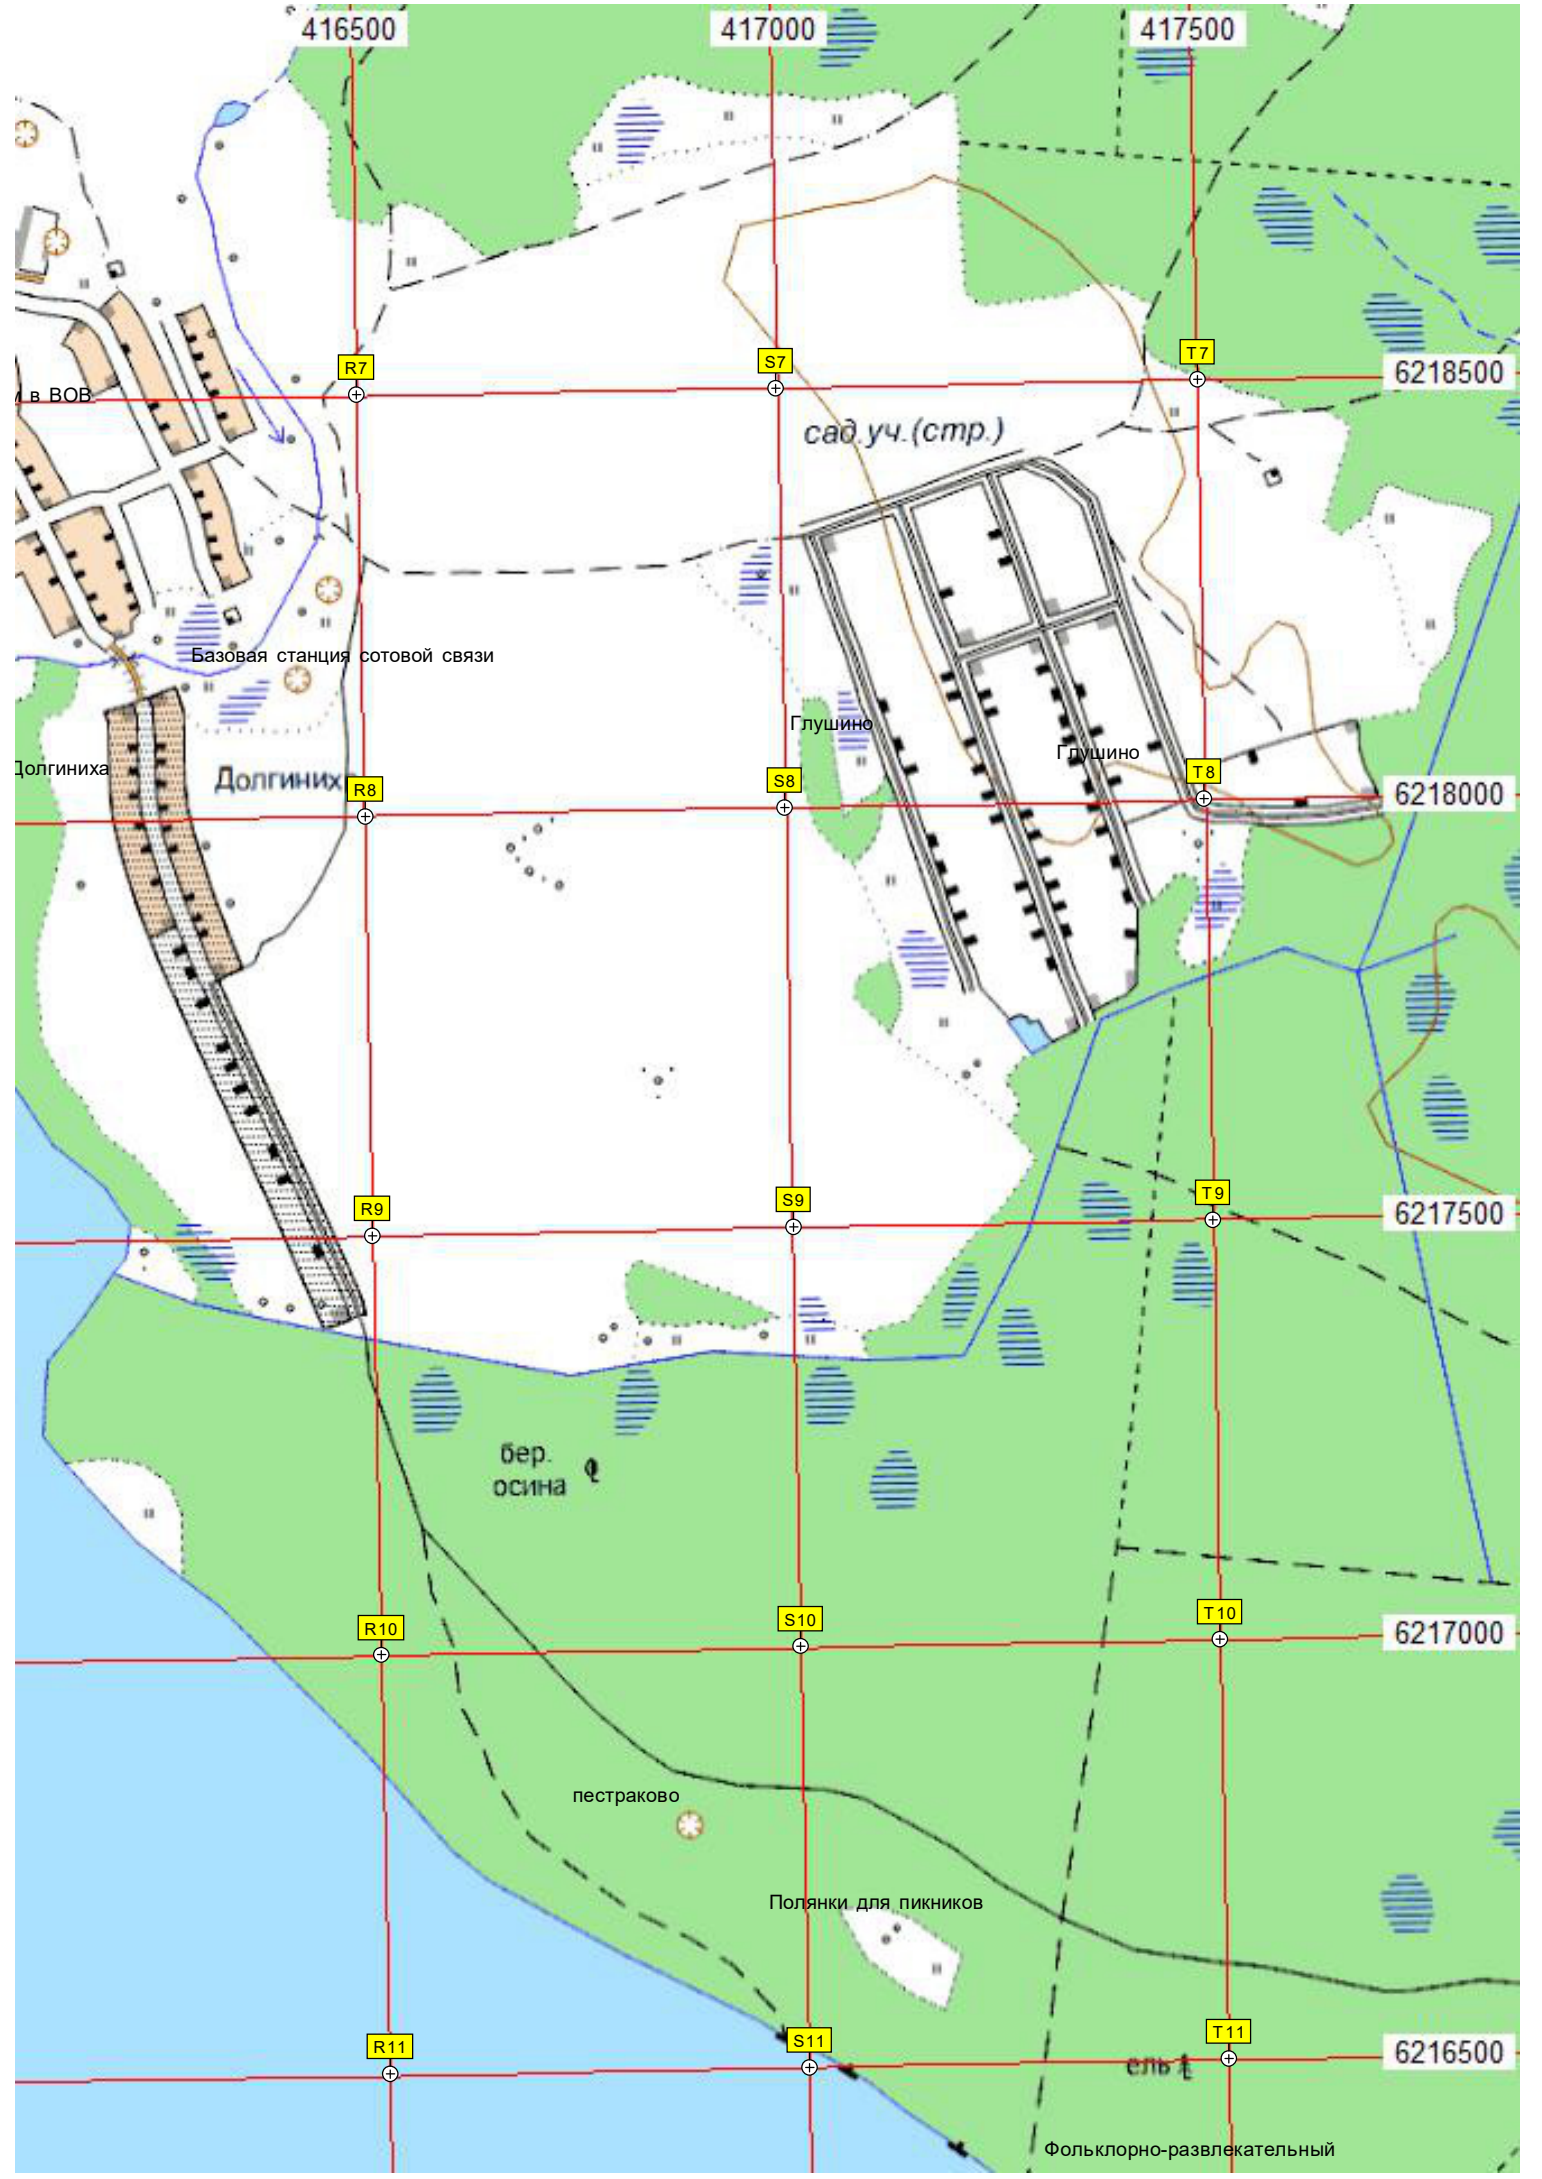 416500 417000 417500
R7 S7 T7
6218500
м в ВОВ
сад.уч.(стр.)
Базовая станция сотовой связи
Глушино
Глушино
Долгиниха
Долгиних
R8 S8 T8
6218000
R9 S9 T9
6217500
бер.
осина
R10 S10 T10
6217000
пестраково
Полянки для пикников
R11 S11 T11
6216500
ель
Фольклорно-развлекательный